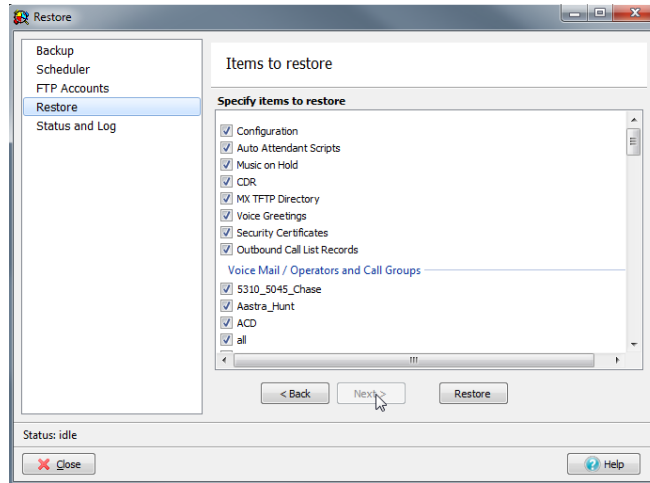 Restore
Backup
Scheduler
FTP Accounts
Restore
Status and Log
Items to restore
Specify items to restore
Configuration
Auto Attendant Scripts
Music on Hold
CDR
MX TFTP Directory
Voice Greetings
Security Certificates
Outbound Call List Records
Voice Mail / Operators and Call Groups
5310_5045_Chase
Aastra_Hunt
ACD
all
< Back Next > Restore
Status: idle
Close Help